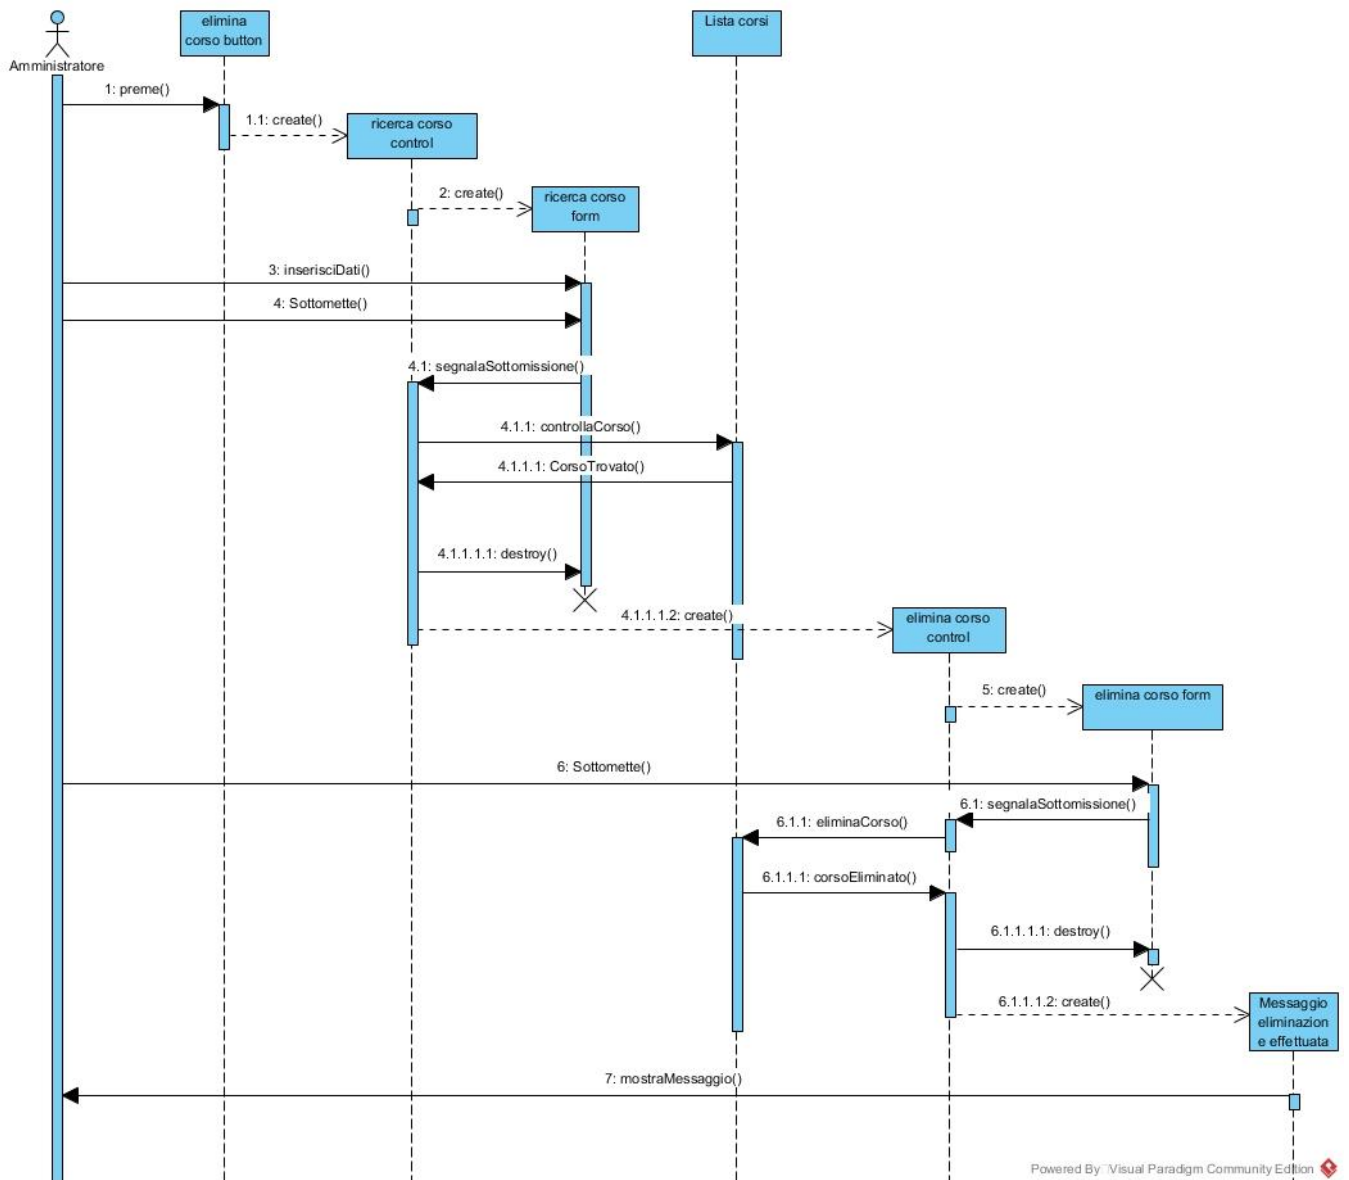 elimina
corso button
Lista corsi
Amministratore
1: preme()
1.1: create()
ricerca corso
control
2: create()
ricerca corso
form
3: inserisciDati()
4: Sottomette()
4.1: segnalaSottomissione()
4.1.1: controllaCorso()
4.1.1.1: CorsoTrovato()
4.1.1.1.1: destroy()
4.1.1.1.2: create()
elimina corso
control
5: create()
elimina corso form
6: Sottomette()
6.1: segnalaSottomissione()
6.1.1: eliminaCorso()
6.1.1.1: corsoEliminato()
6.1.1.1.1: destroy()
6.1.1.1.2: create()
Messaggio
eliminazion
e effettuata
7: mostraMessaggio()
Powered By Visual Paradigm Community Edition